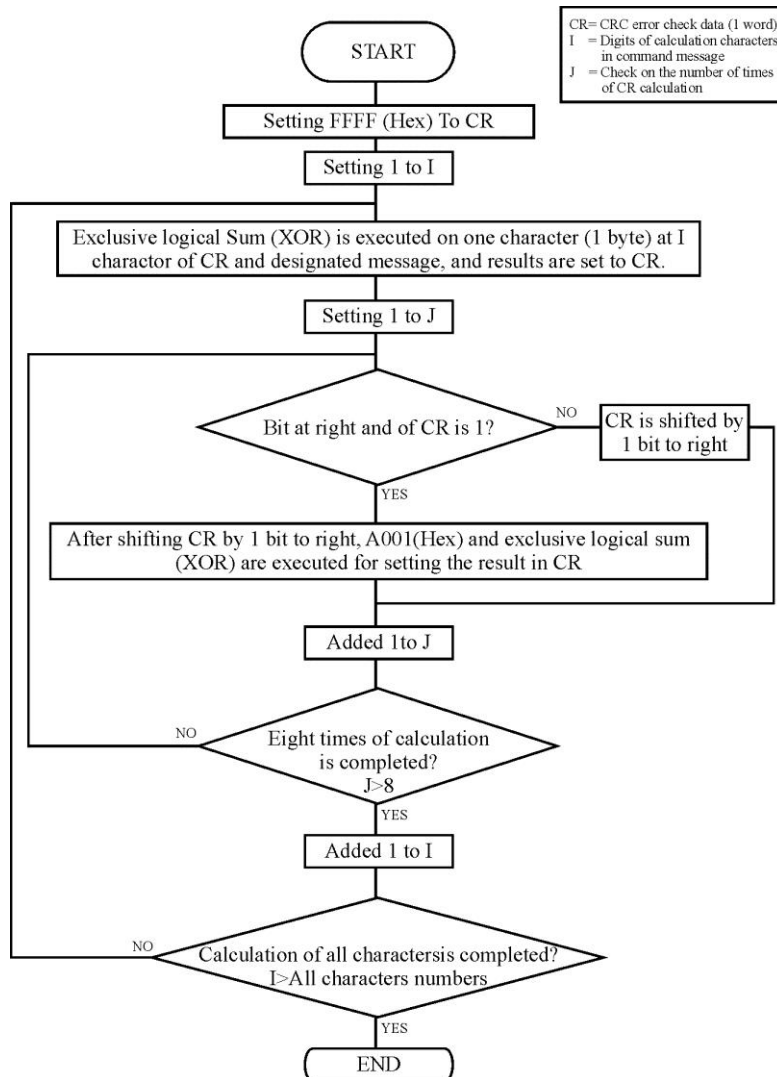 CR= CRC error check data (1 word)
I = Digits of calculation characters
in command message
J = Check on the number of times
of CR calculation
START
Setting FFFF (Hex) To CR
Setting 1 to I
Exclusive logical Sum (XOR) is executed on one character (1 byte) at I
charactor of CR and designated message, and results are set to CR.
Setting 1 to J
Bit at right and of CR is 1?
NO
CR is shifted by
1 bit to right
YES
After shifting CR by 1 bit to right, A001(Hex) and exclusive logical sum
(XOR) are executed for setting the result in CR
Added 1to J
NO
Eight times of calculation
is completed?
J>8
YES
Added 1 to I
NO
Calculation of all charactersis completed?
I>All characters numbers
YES
END